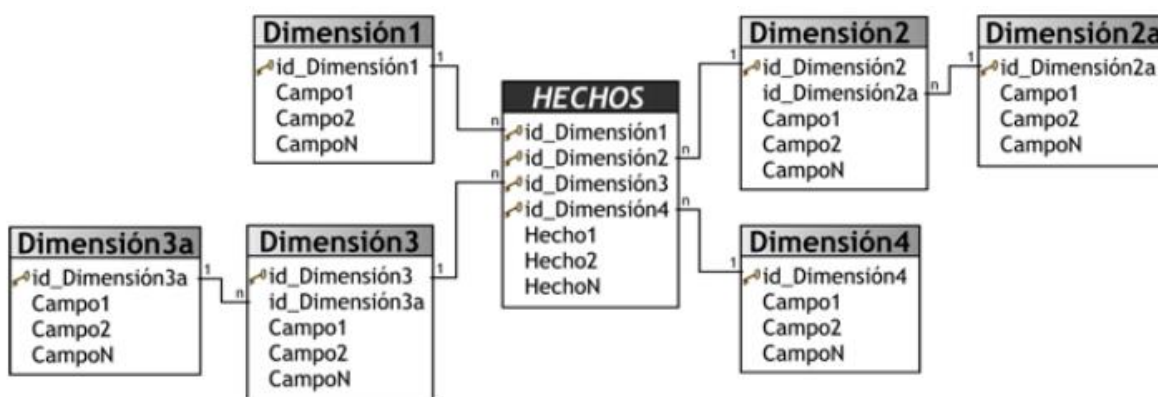 Dimensión1
id_Dimensión1
Campo1
Campo2
CampoN
1
n
HECHOS
id_Dimensión1
id_Dimensión2
id_Dimensión3
id_Dimensión4
Hecho1
Hecho2
HechoN
n
1
Dimensión2
id_Dimensión2
id_Dimensión2a
Campo1
Campo2
CampoN
n
1
Dimensión2a
id_Dimensión2a
Campo1
Campo2
CampoN
Dimensión3a
id_Dimensión3a
Campo1
Campo2
CampoN
1
n
Dimensión3
id_Dimensión3
id_Dimensión3a
Campo1
Campo2
CampoN
1
n
n
1
Dimensión4
id_Dimensión4
Campo1
Campo2
CampoN